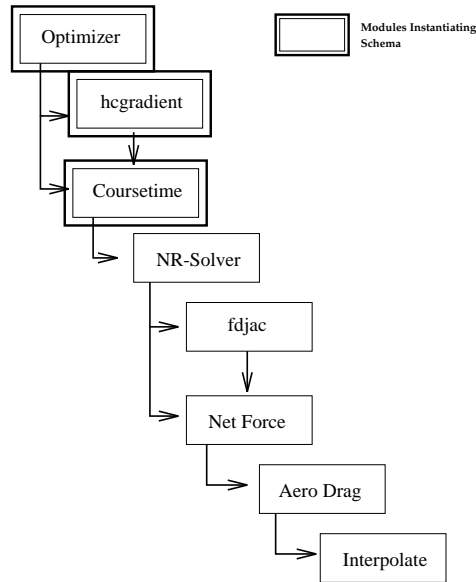 Optimizer
Modules Instantiating
Schema
hcgradient
Coursetime
NR-Solver
fdjac
Net Force
Aero Drag
Interpolate